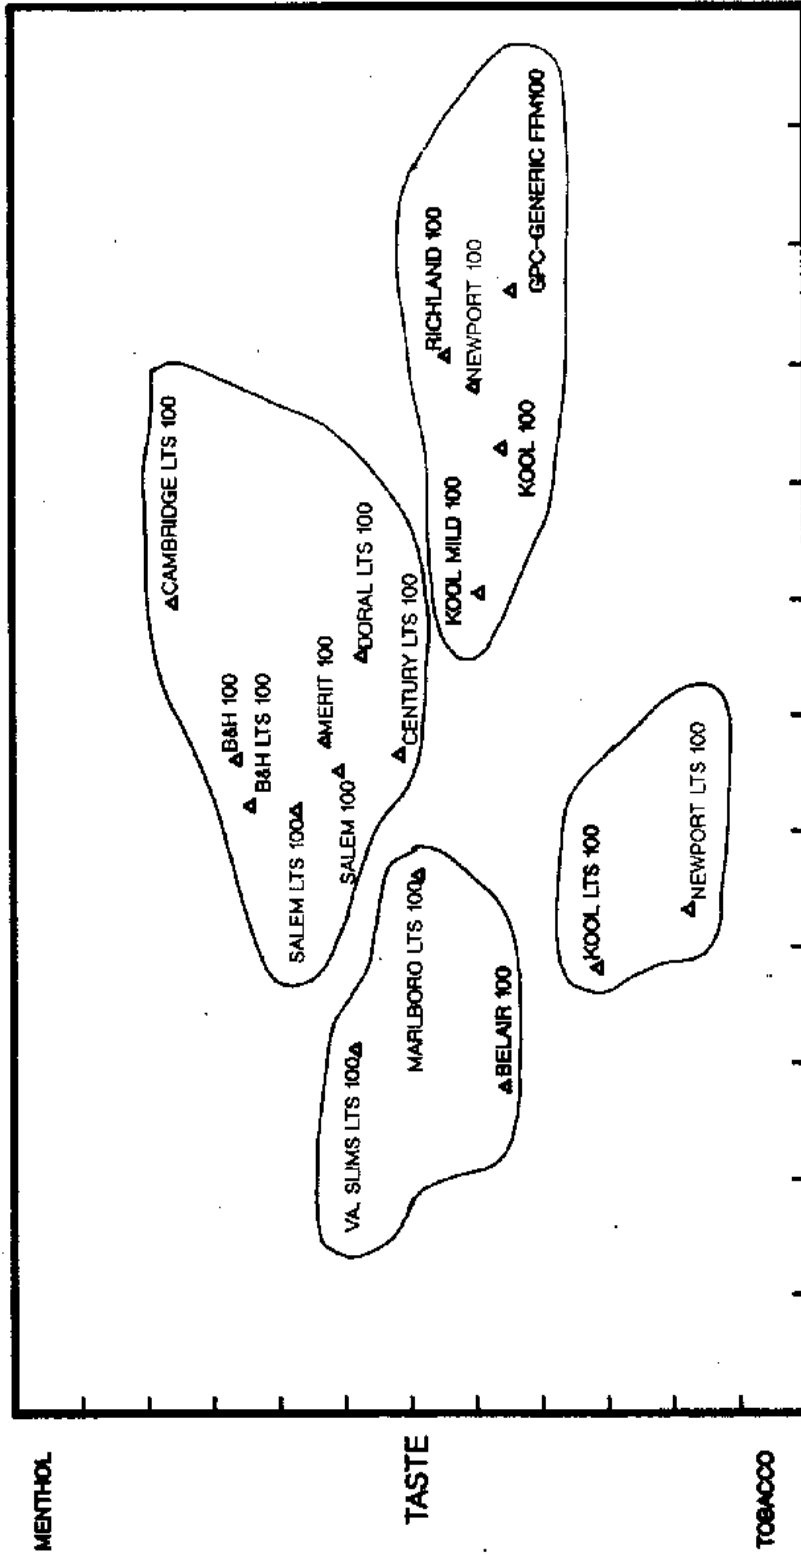 MENTHOL
TASTE
TOBACCO
CAMBRIDGE LTS 100
B&H 100
B&H LTS 100
SALEM LTS 100
MERIT 100
SALEM 100
DORAL LTS 100
CENTURY LTS 100
VA. SLIMS LTS 100
MARLBORO LTS 100
BELAIR 100
RICHLAND 100
NEWPORT 100
KOOL MILD 100
KOOL 100
GPC-GENERIC FFM100
KOOL LTS 100
NEWPORT LTS 100